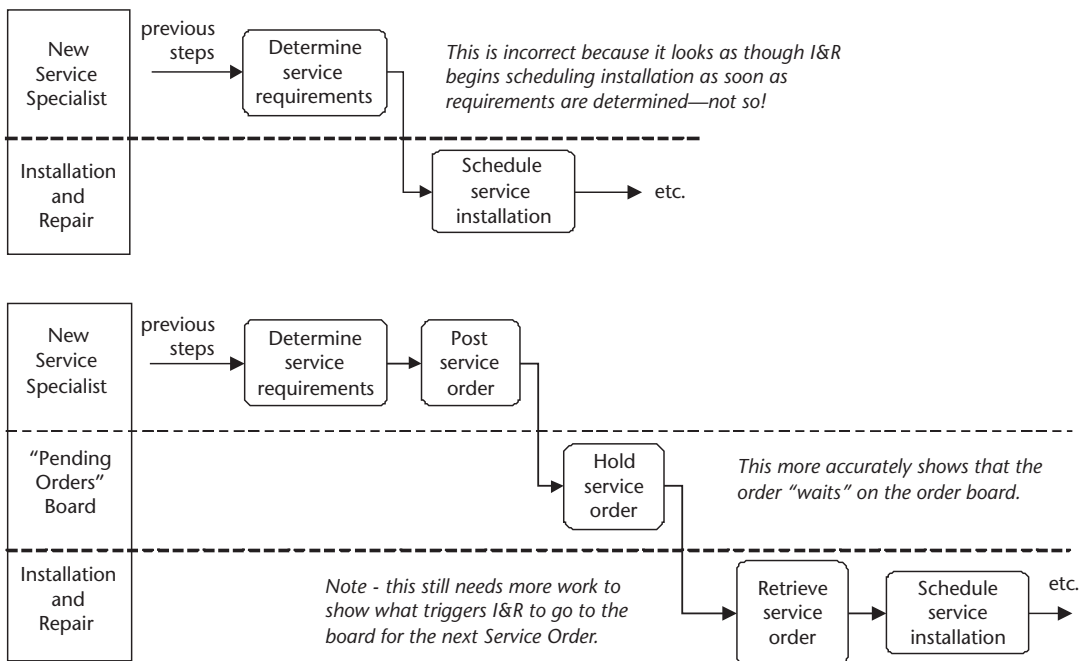 New
Service
Specialist
previous
steps
Determine
service
requirements
This is incorrect because it looks as though I&R
begins scheduling installation as soon as
requirements are determined—not so!
Installation
and
Repair
Schedule
service
installation
etc.
New
Service
Specialist
previous
steps
Determine
service
requirements
Post
service
order
“Pending
Orders”
Board
Hold
service
order
This more accurately shows that the
order “waits” on the order board.
Installation
and
Repair
Note - this still needs more work to
show what triggers I&R to go to the
board for the next Service Order.
Retrieve
service
order
Schedule
service
installation
etc.